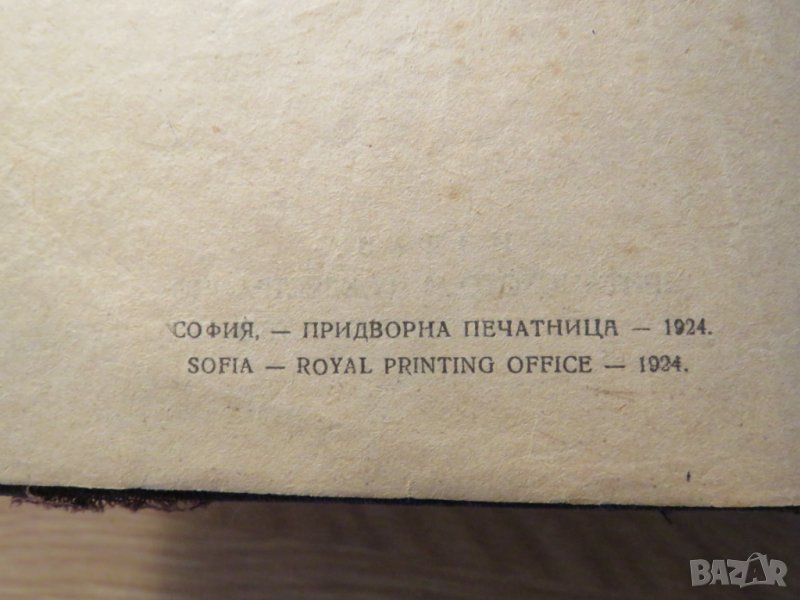 СОФИЯ, — ПРИДВОРНА ПЕЧАТНИЦА — 1924.
SOFIA — ROYAL PRINTING OFFICE — 1924.
BAZAR